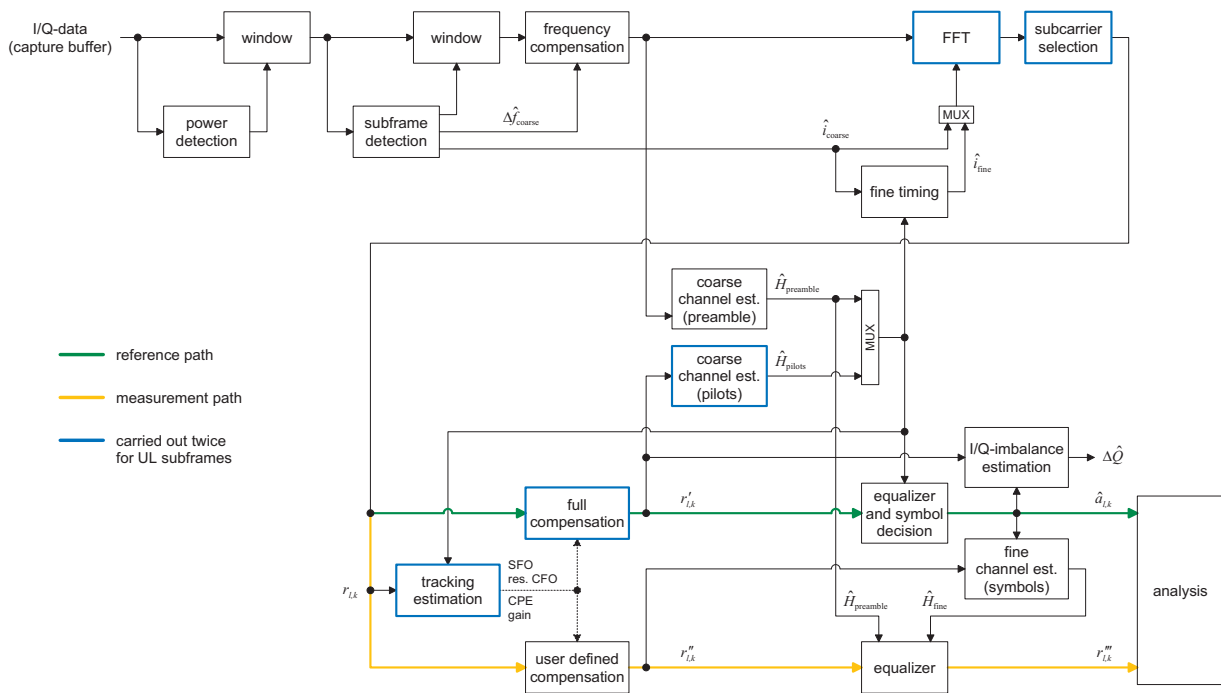 I/Q-data
(capture buffer)
window
window
frequency
compensation
FFT
subcarrier
selection
power
detection
subframe
detection
Δf̂coarse
îcoarse
MUX
îfine
fine timing
coarse
channel est.
(preamble)
Ĥpreamble
MUX
reference path
coarse
channel est.
(pilots)
Ĥpilots
measurement path
carried out twice
for UL subframes
I/Q-imbalance
estimation
ΔQ̂
full
compensation
r′l,k
equalizer
and symbol
decision
âl,k
fine
channel est.
(symbols)
analysis
rl,k
tracking
estimation
SFO
res. CFO
CPE
gain
Ĥpreamble
Ĥfine
user defined
compensation
r″l,k
equalizer
r‴l,k